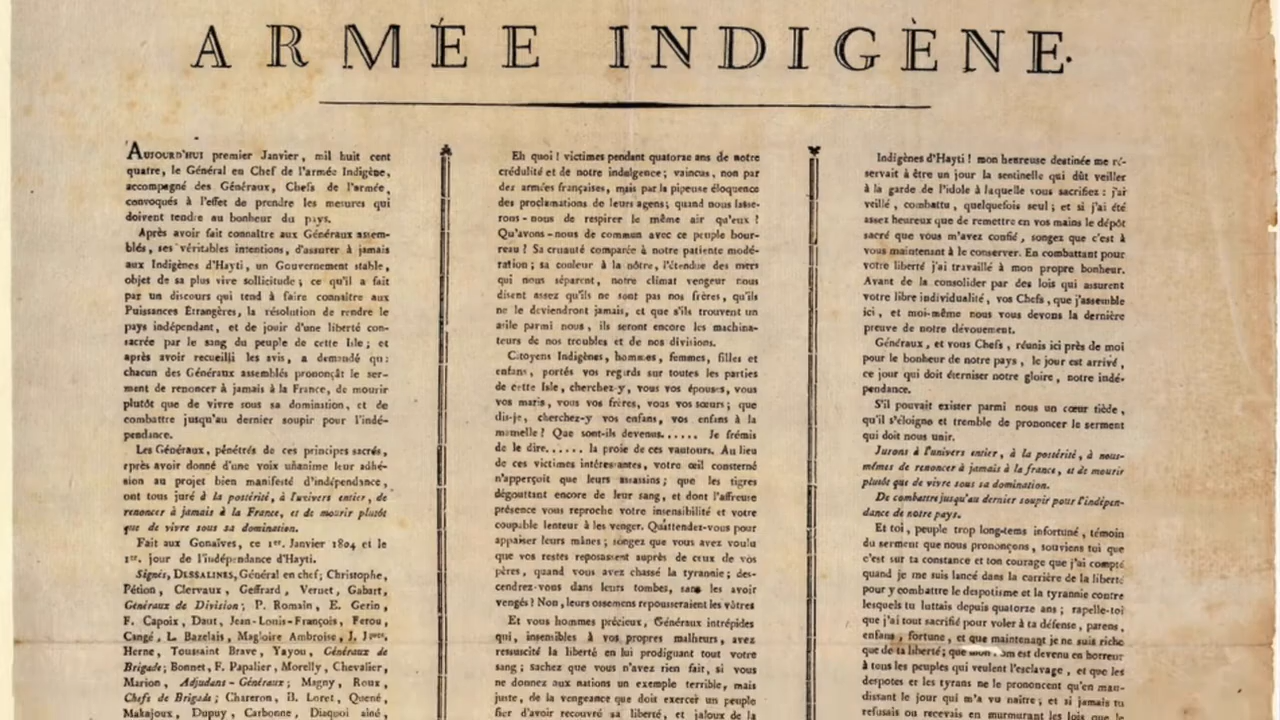 ARMÉE INDIGÈNE.
AUJOURD'HUI premier Janvier, mil huit cent
quatre, le Général en Chef de l'armée Indigène,
accompagné des Généraux, Chefs de l'armée,
convoqués à l'effet de prendre les mesures qui
doivent tendre au bonheur du pays.
Après avoir fait connaître aux Généraux assem-
blés, ses véritables intentions, d'assurer à jamais
aux Indigènes d'Hayti, un Gouvernement stable,
objet de sa plus vive sollicitude; ce qu'il a fait
par un discours qui tend à faire connaître aux
Puissances Etrangères, la résolution de rendre le
pays indépendant, et de jouir d'une liberté con-
sacrée par le sang du peuple de cette Isle; et
après avoir recueilli les avis, a demandé que
chacun des Généraux assemblés prononçât le ser-
ment de renoncer à jamais à la France, de mourir
plutôt que de vivre sous sa domination, et de
combattre jusqu'au dernier soupir pour l'indé-
pendance.
Les Généraux, pénétrés de ces principes sacrés,
après avoir donné d'une voix unanime leur adhé-
sion au projet bien manifesté d'indépendance,
ont tous juré à la postérité, à l'univers entier, de
renoncer à jamais à la France, et de mourir plutôt
que de vivre sous sa domination.
Fait aux Gonaïves, ce 1er. Janvier 1804 et le
1er. jour de l'indépendance d'Hayti.
Signés, DESSALINES, Général en chef; Christophe,
Pétion, Clervaux, Geffrard, Vernet, Gabart,
Généraux de Division; P. Romain, E. Gerin,
F. Capoix, Daut, Jean-Louis-François, Ferou,
Cangé, L. Bazelais, Magloire Ambroise, J. Jques.
Herne, Toussaint Brave, Yayou, Généraux de
Brigade; Bonnet, F. Papalier, Morelly, Chevalier,
Marion, Adjudans-Généraux; Magny, Roux,
Chefs de Brigade; Chareron, B. Loret, Quené,
Makajoux, Dupuy, Carbonne, Diaquoi aîné,
Eh quoi! victimes pendant quatorze ans de notre
crédulité et de notre indulgence; vaincus, non par
des armées françaises, mais par la pipeuse éloquence
des proclamations de leurs agens; quand nous lasse-
rons-nous de respirer le même air qu'eux?
Qu'avons-nous de commun avec ce peuple bour-
reau? Sa cruauté comparée à notre patiente modé-
ration; sa couleur à la nôtre, l'étendue des mers
qui nous séparent, notre climat vengeur nous
disent assez qu'ils ne sont pas nos frères, qu'ils
ne le deviendront jamais, et que s'ils trouvent un
asile parmi nous, ils seront encore les machina-
teurs de nos troubles et de nos divisions.
Citoyens Indigènes, hommes, femmes, filles et
enfans, portés vos regards sur toutes les parties
de cette Isle, cherchez-y, vous vos épouses, vous
vos maris, vous vos frères, vous vos sœurs; que
dis-je, cherchez-y vos enfans, vos enfans à la
mamelle! Que sont-ils devenus...... Je frémis
de le dire...... la proie de ces vautours. Au lieu
de ces victimes intéressantes, votre œil consterné
n'apperçoit que leurs assassins; que les tigres
dégouttant encore de leur sang, et dont l'affreuse
présence vous reproche votre insensibilité et votre
coupable lenteur à les venger. Qu'attendez-vous pour
appaiser leurs mânes; songez que vous avez voulu
que vos restes reposassent auprès de ceux de vos
pères, quand vous avez chassé la tyrannie; des-
cendrez-vous dans leurs tombes, sans les avoir
vengés? Non, leurs ossemens repousseraient les vôtres
Et vous hommes précieux, Généraux intrépides
qui, insensibles à vos propres malheurs, avez
ressuscité la liberté en lui prodiguant tout votre
sang; sachez que vous n'avez rien fait, si vous
ne donnez aux nations un exemple terrible, mais
juste, de la vengeance que doit exercer un peuple
fier d'avoir recouvré sa liberté, et jaloux de la
Indigènes d'Hayti! mon heureuse destinée me ré-
servait à être un jour la sentinelle qui dût veiller
à la garde de l'idole à laquelle vous sacrifiez: j'ai
veillé, combattu, quelquefois seul; et si j'ai été
assez heureux que de remettre en vos mains le dépôt
sacré que vous m'avez confié, songez que c'est à
vous maintenant à le conserver. En combattant pour
votre liberté j'ai travaillé à mon propre bonheur.
Avant de la consolider par des lois qui assurent
votre libre individualité, vos Chefs, que j'assemble
ici, et moi-même nous vous devons la dernière
preuve de notre dévouement.
Généraux, et vous Chefs, réunis ici près de moi
pour le bonheur de notre pays, le jour est arrivé,
ce jour qui doit éterniser notre gloire, notre indé-
pendance.
S'il pouvait exister parmi nous un cœur tiède,
qu'il s'éloigne et tremble de prononcer le serment
qui doit nous unir.
Jurons à l'univers entier, à la postérité, à nous-
mêmes de renoncer à jamais à la france, et de mourir
plutôt que de vivre sous sa domination.
De combattre jusqu'au dernier soupir pour l'indépen-
dance de notre pays.
Et toi, peuple trop long-tems infortuné, témoin
du serment que nous prononçons, souviens toi que
c'est sur ta constance et ton courage que j'ai compté
quand je me suis lancé dans la carrière de la liberté
pour y combattre le despotisme et la tyrannie contre
lesquels tu luttais depuis quatorze ans; rapelle-toi
que j'ai tout sacrifié pour voler à ta défense, parens,
enfans, fortune, et que maintenant je ne suis riche
que de ta liberté; que mon nom est devenu en horreur
à tous les peuples qui veulent l'esclavage, et que les
despotes et les tyrans ne le prononcent qu'en mau-
dissant le jour qui m'a vu naître; et si jamais tu
refusais ou recevais en murmurant les lois que le